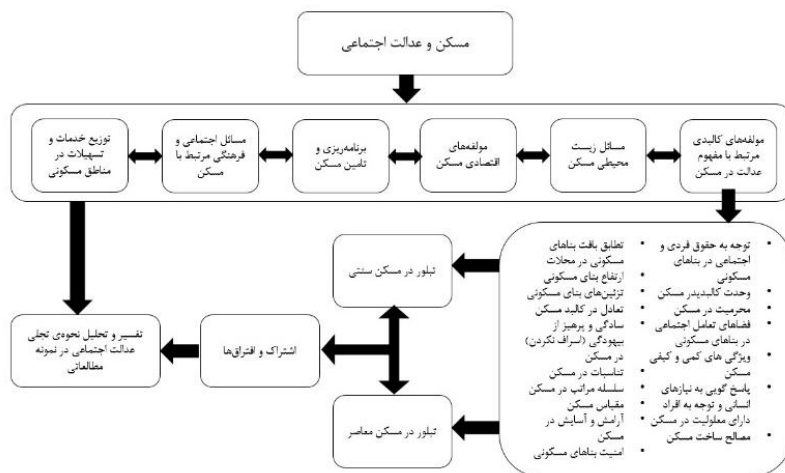 مسکن و عدالت اجتماعی
مولفه‌های کالبدی
مرتبط با مفهوم
عدالت در مسکن
مسائل زیست
محیطی مسکن
مولفه‌های
اقتصادی مسکن
برنامه‌ریزی و
تامین مسکن
مسائل اجتماعی و
فرهنگی مرتبط با
مسکن
توزیع خدمات و
تسهیلات در
مناطق مسکونی
• توجه به حقوق فردی و
اجتماعی در بناهای
مسکونی
• وحدت کالبدیدر مسکن
• محرمیت در مسکن
• فضاهای تعامل اجتماعی
در بناهای مسکونی
• ویژگی های کمی و کیفی
مسکن
• پاسخ گویی به نیازهای
انسانی و توجه به افراد
دارای معلولیت در مسکن
• مصالح ساخت مسکن
• تطابق بافت بناهای
مسکونی در محلات
• ارتفاع بنای مسکونی
• تزئین‌های بنای مسکونی
• تعادل در کالبد مسکن
• سادگی و پرهیز از
بیهودگی (اسراف نکردن)
در مسکن
• تناسبات در مسکن
• سلسله مراتب در مسکن
• مقیاس مسکن
• آرامش و آسایش در
مسکن
• امنیت بناهای مسکونی
تبلور در مسکن سنتی
تبلور در مسکن معاصر
اشتراک و افتراق‌ها
تفسیر و تحلیل نحوه‌ی تجلی
عدالت اجتماعی در نمونه
مطالعاتی